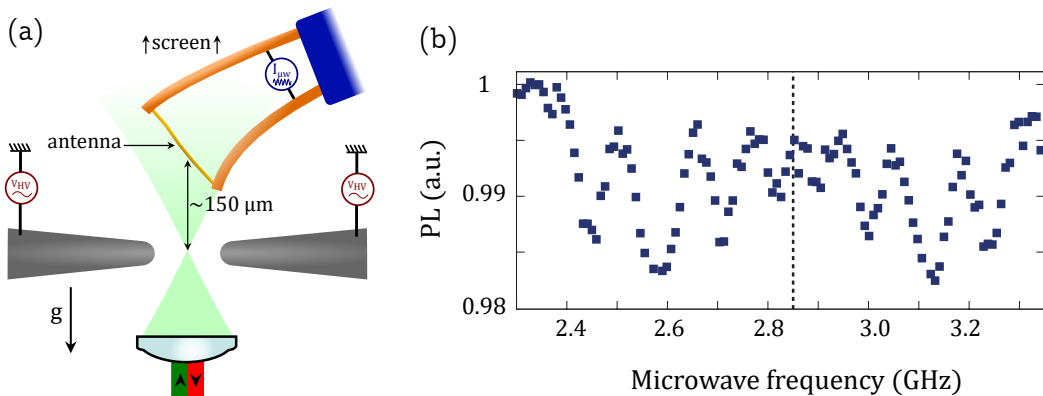 (a)
↑screen↑
I_μw
antenna
V_HV
V_HV
~150 μm
g
(b)
PL (a.u.)
1
0.99
0.98
2.4 2.6 2.8 3.0 3.2
Microwave frequency (GHz)